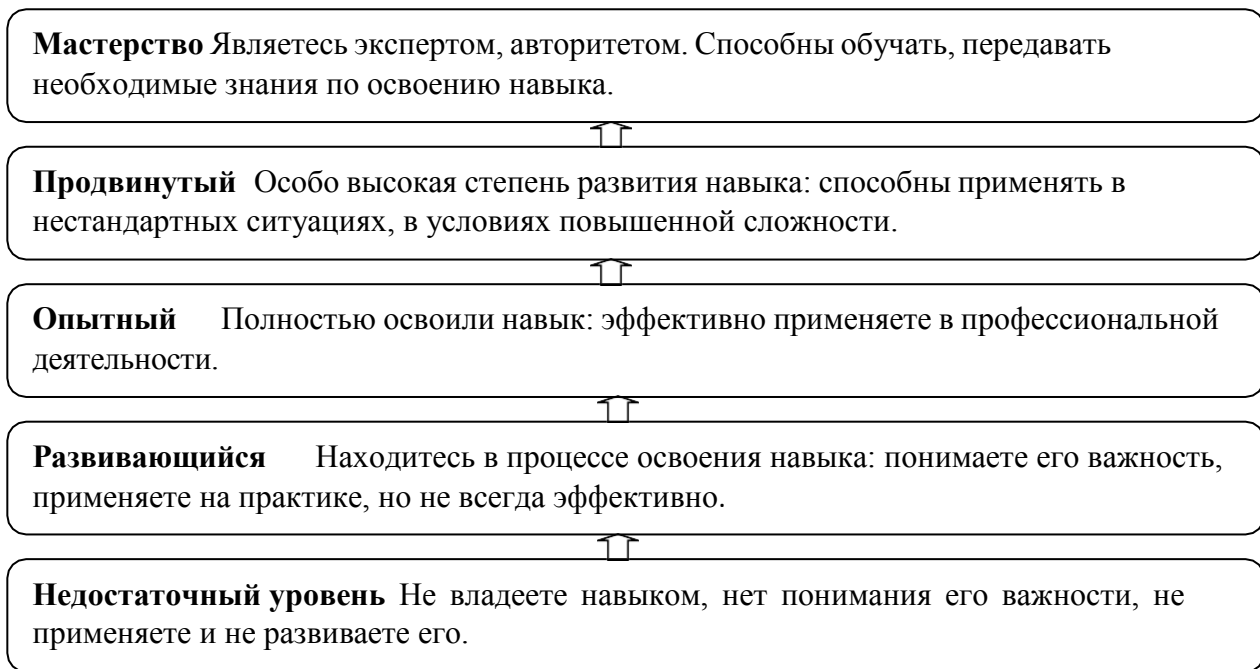 Мастерство Являетесь экспертом, авторитетом. Способны обучать, передавать
необходимые знания по освоению навыка.
Продвинутый Особо высокая степень развития навыка: способны применять в
нестандартных ситуациях, в условиях повышенной сложности.
Опытный Полностью освоили навык: эффективно применяете в профессиональной
деятельности.
Развивающийся Находитесь в процессе освоения навыка: понимаете его важность,
применяете на практике, но не всегда эффективно.
Недостаточный уровень Не владеете навыком, нет понимания его важности, не
применяете и не развиваете его.